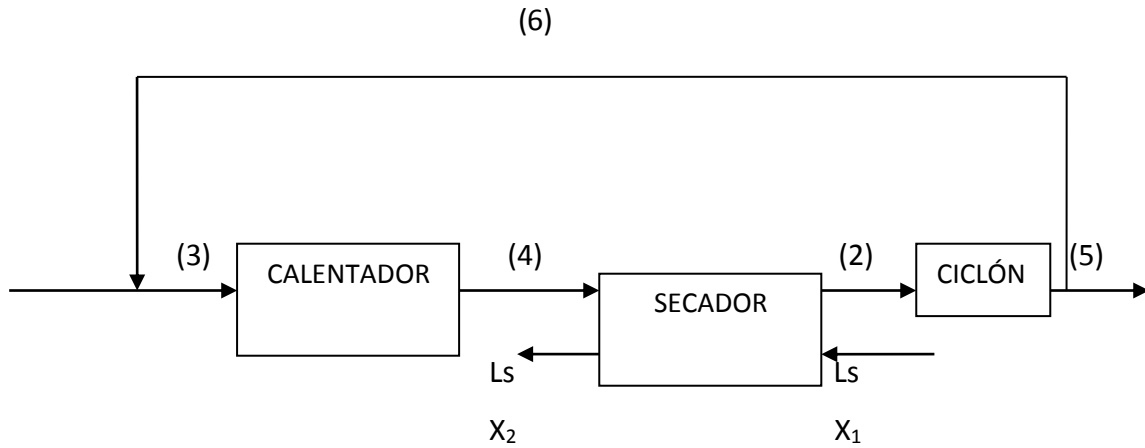 (6)
(3)
CALENTADOR
(4)
SECADOR
(2)
CICLÓN
(5)
Ls
X₂
Ls
X₁